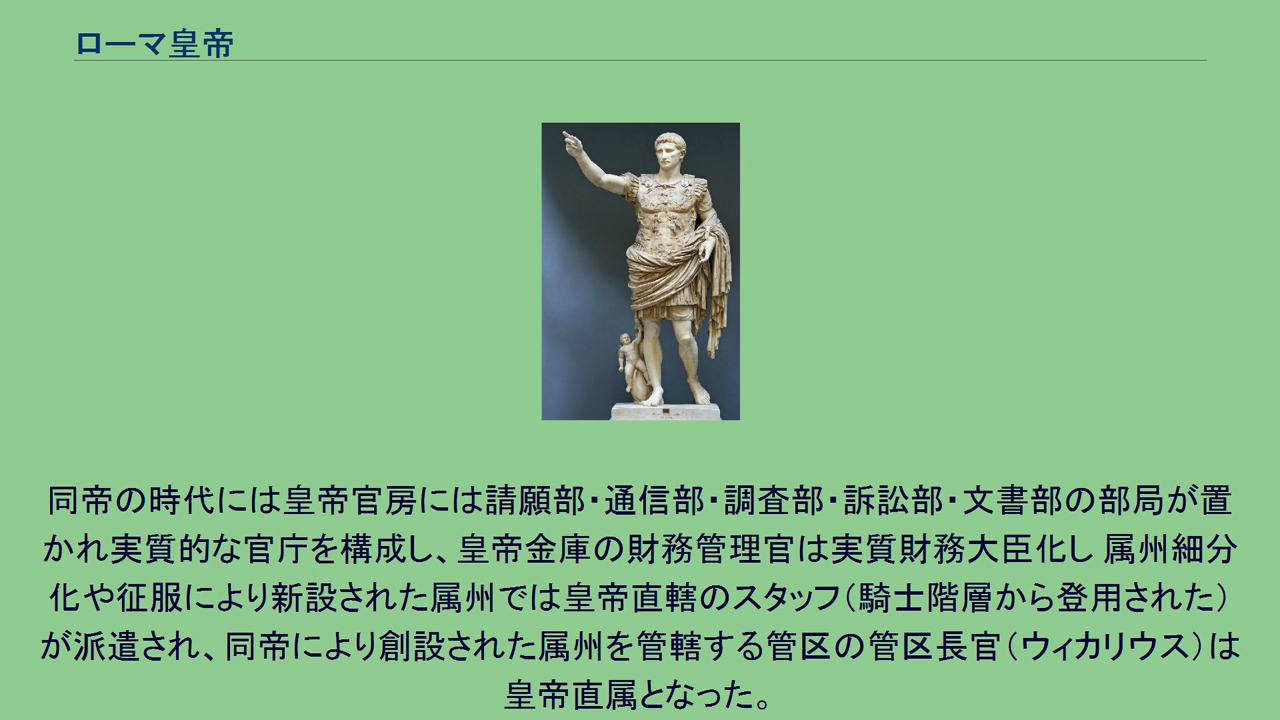 ローマ皇帝
同帝の時代には皇帝官房には請願部・通信部・調査部・訴訟部・文書部の部局が置
かれ実質的な官庁を構成し、皇帝金庫の財務管理官は実質財務大臣化し 属州細分
化や征服により新設された属州では皇帝直轄のスタッフ（騎士階層から登用された）
が派遣され、同帝により創設された属州を管轄する管区の管区長官（ウィカリウス）は
皇帝直属となった。